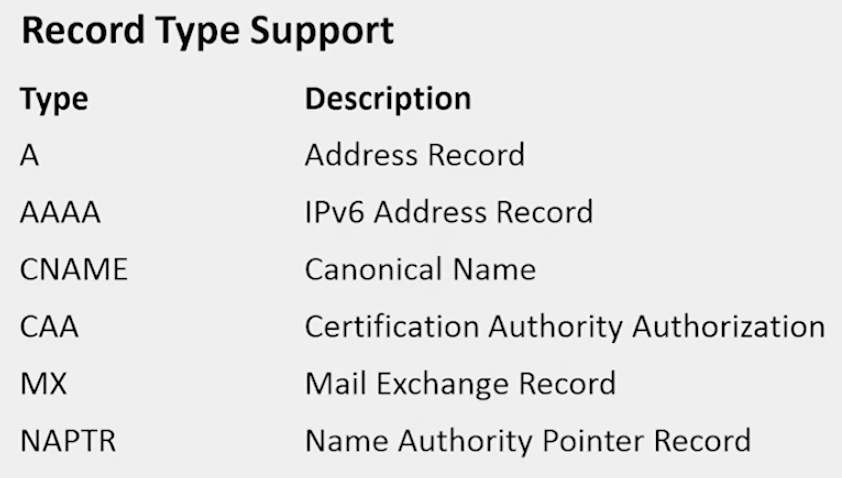 Record Type Support
Type Description
A Address Record
AAAA IPv6 Address Record
CNAME Canonical Name
CAA Certification Authority Authorization
MX Mail Exchange Record
NAPTR Name Authority Pointer Record